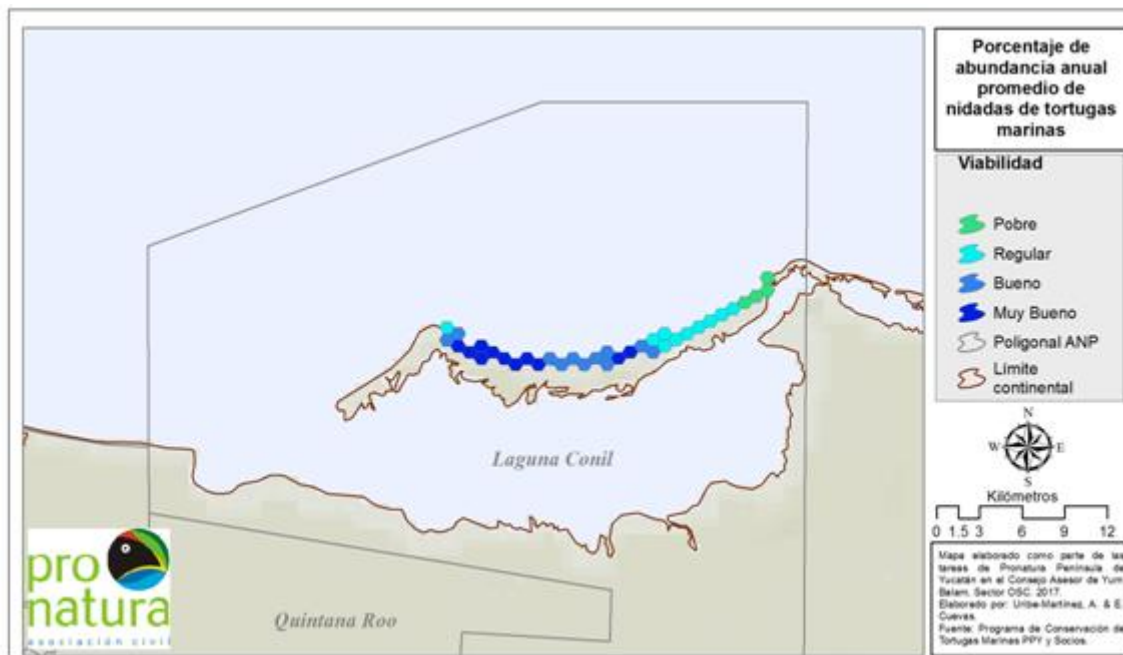 Porcentaje de
abundancia anual
promedio de
nidadas de tortugas
marinas
Viabilidad
Pobre
Regular
Bueno
Muy Bueno
Poligonal ANP
Límite
continental
N
W
E
S
Kilómetros
0 1.5 3 6 9 12
Mapa elaborado como parte de las
tareas de Pronatura Península de
Yucatán en el Consejo Asesor de Yum
Balam. Sector OSC. 2017.
Elaborado por: Uribe-Martínez, A. & E.
Cuevas.
Fuente: Programa de Conservación de
Tortugas Marinas PPY y Socios.
Laguna Conil
Quintana Roo
pro
natura
asociación civil